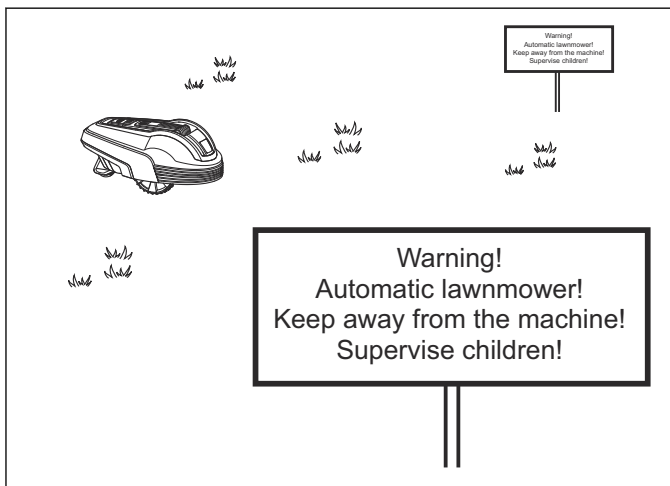 Warning!
Automatic lawnmower!
Keep away from the machine!
Supervise children!
Warning!
Automatic lawnmower!
Keep away from the machine!
Supervise children!